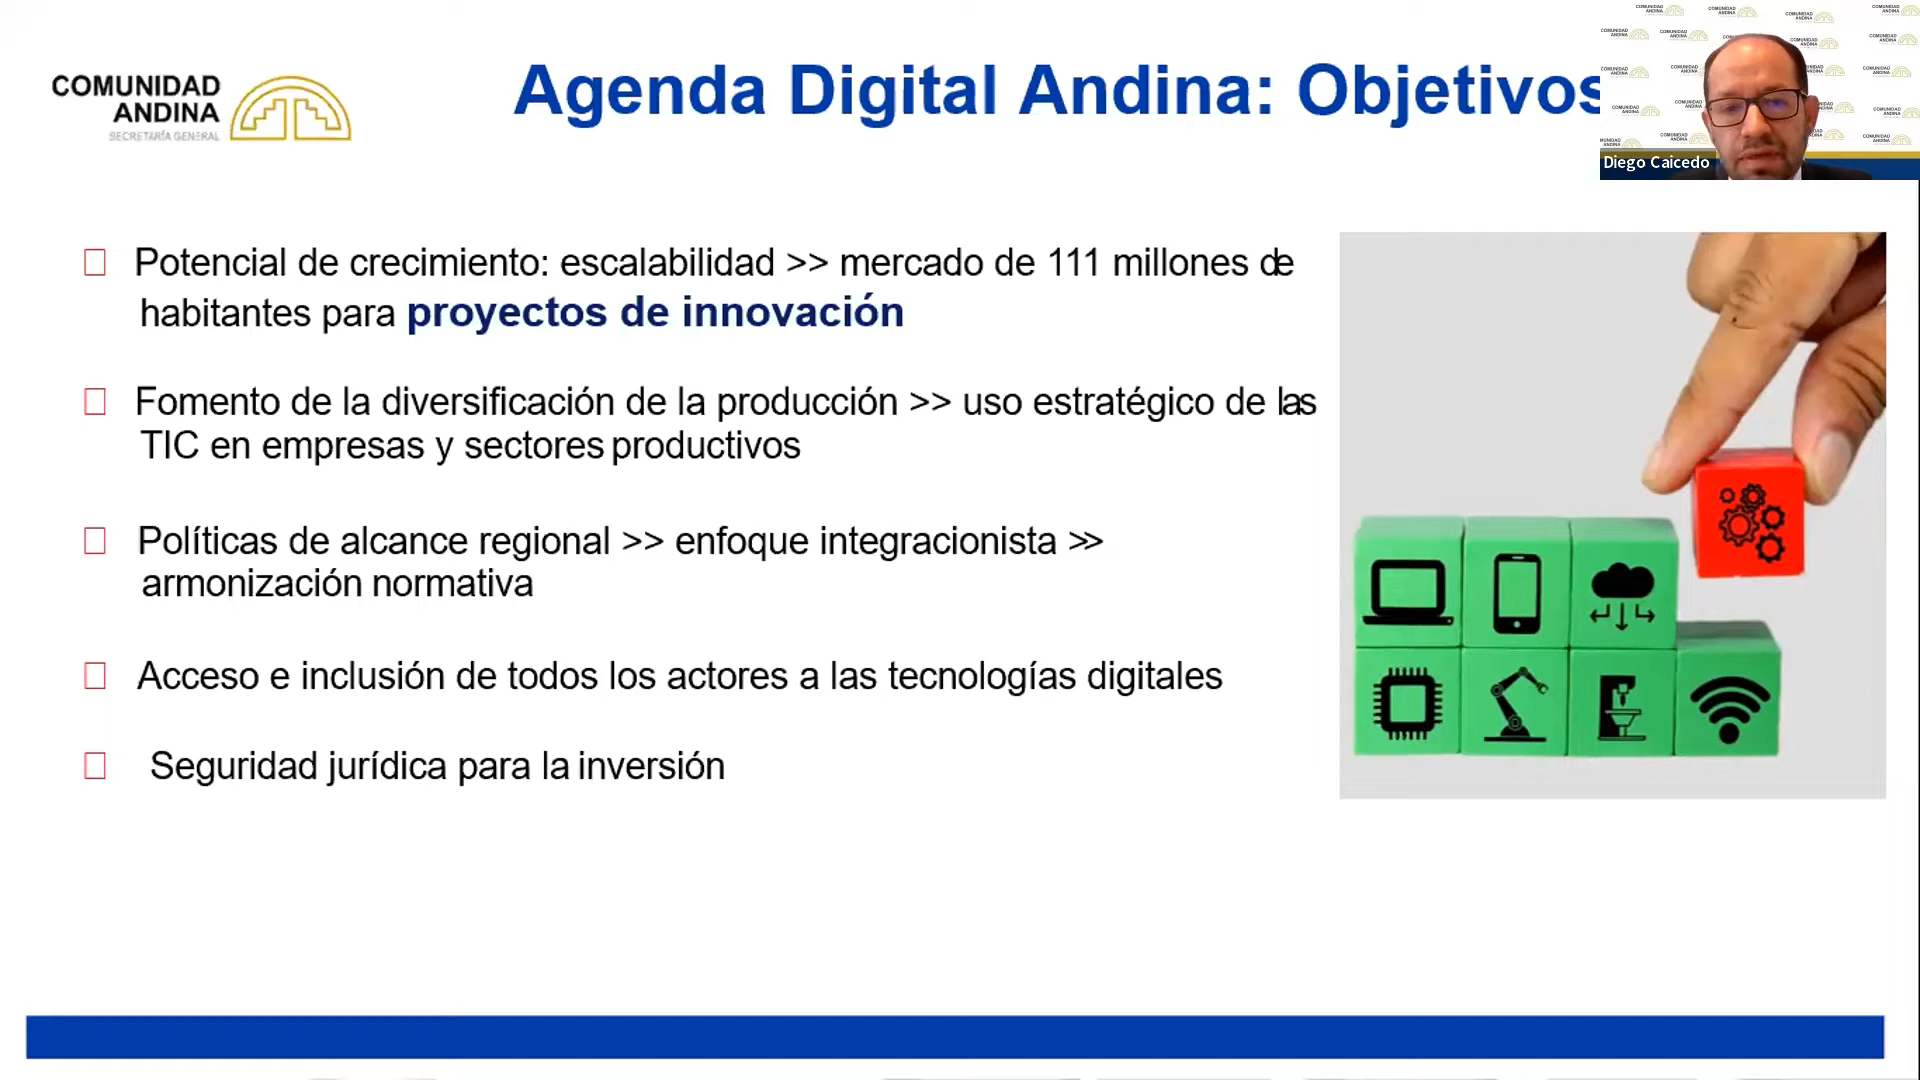 COMUNIDAD
ANDINA
SECRETARÍA GENERAL
Agenda Digital Andina: Objetivos
Diego Caicedo
Potencial de crecimiento: escalabilidad >> mercado de 111 millones de
habitantes para proyectos de innovación
Fomento de la diversificación de la producción >> uso estratégico de las
TIC en empresas y sectores productivos
Políticas de alcance regional >> enfoque integracionista >>
armonización normativa
Acceso e inclusión de todos los actores a las tecnologías digitales
Seguridad jurídica para la inversión